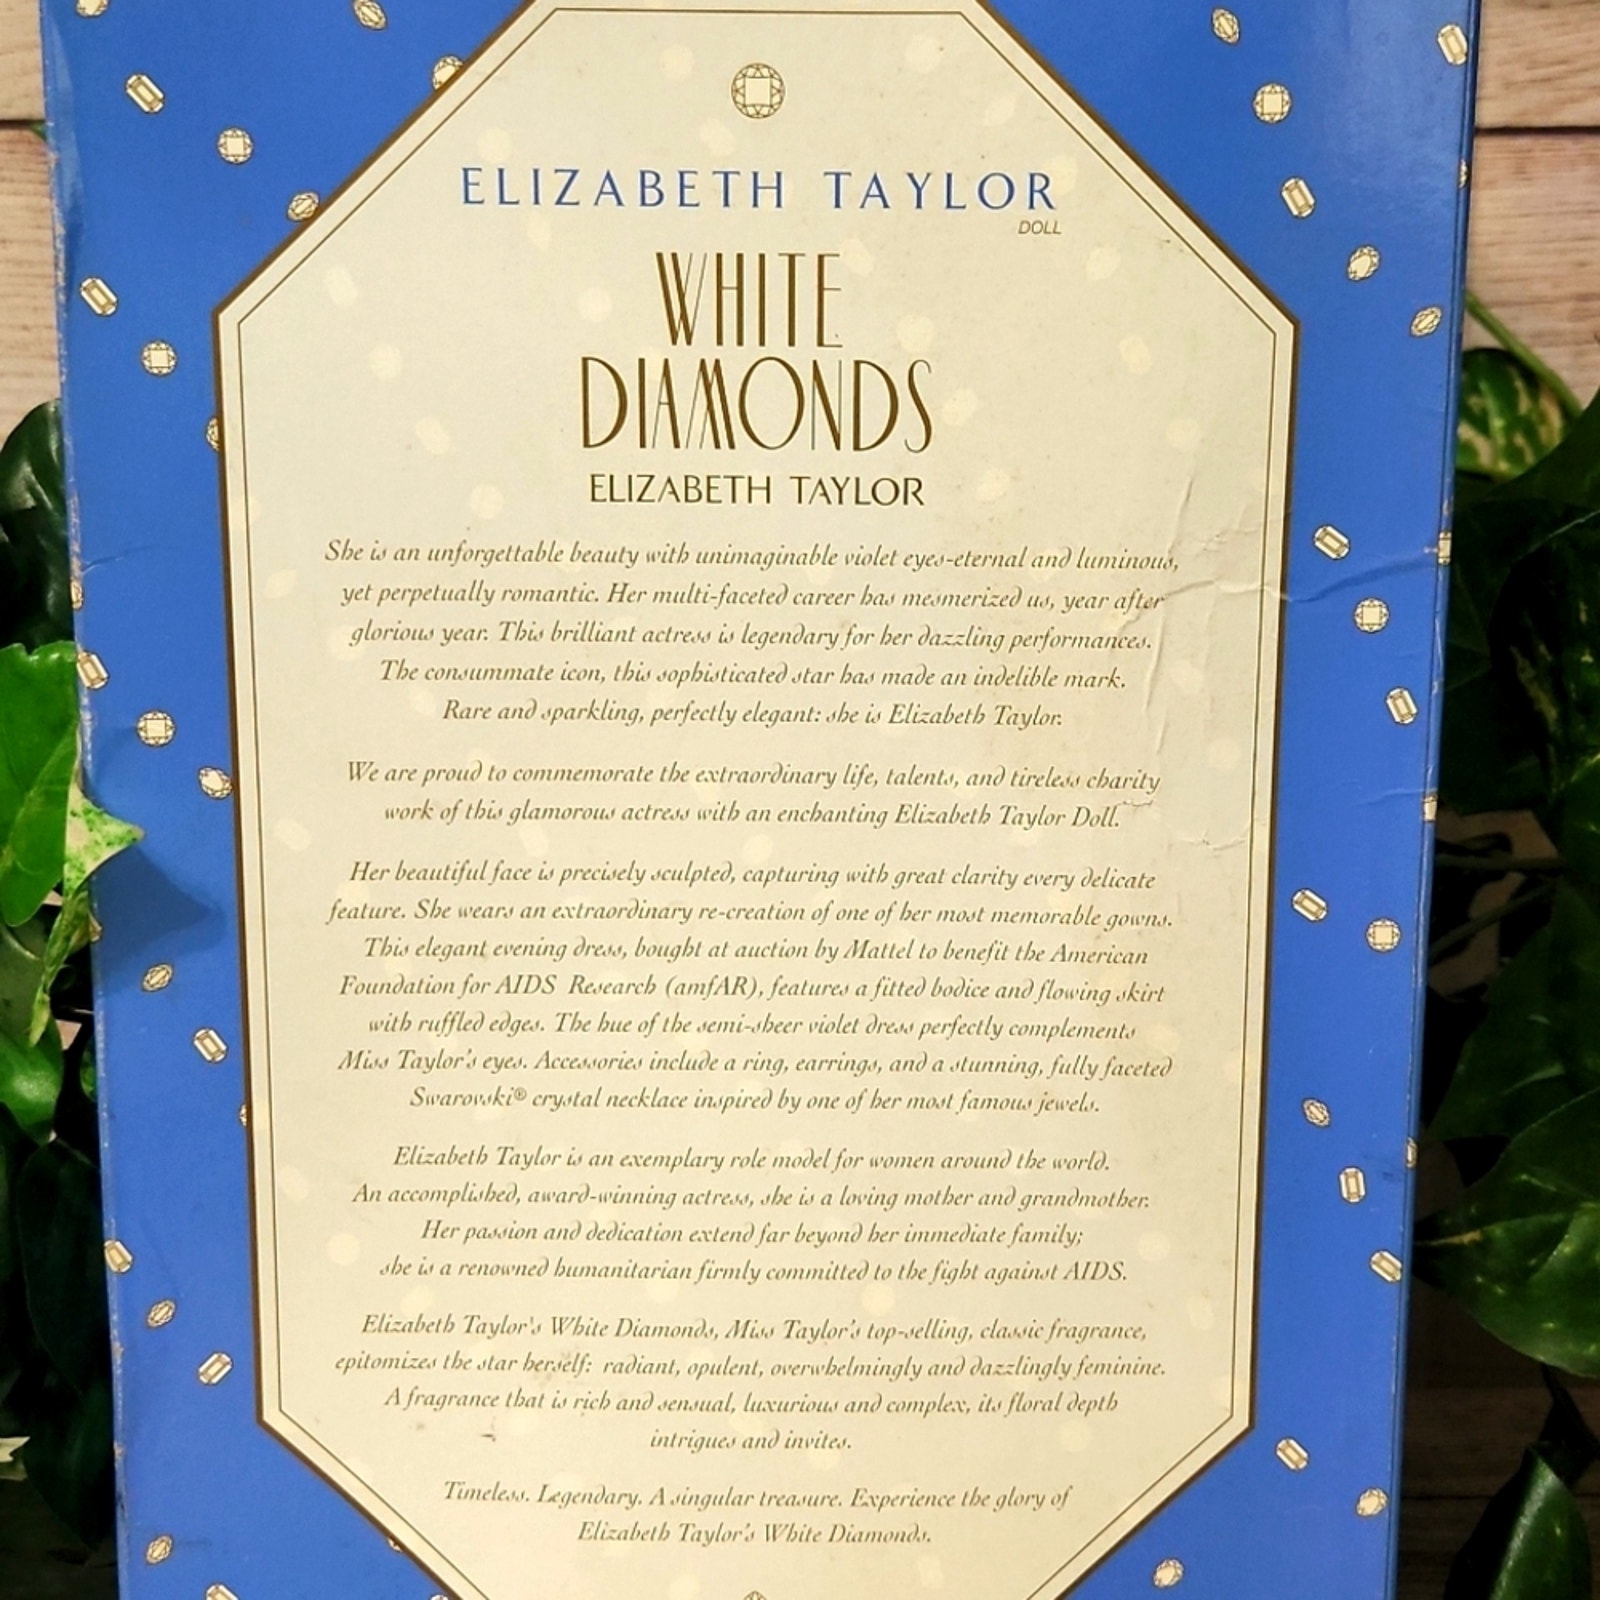 ELIZABETH TAYLOR
DOLL
WHITE
DIAMONDS
ELIZABETH TAYLOR
She is an unforgettable beauty with unimaginable violet eyes-eternal and luminous,
yet perpetually romantic. Her multi-faceted career has mesmerized us, year after
glorious year. This brilliant actress is legendary for her dazzling performances.
The consummate icon, this sophisticated star has made an indelible mark.
Rare and sparkling, perfectly elegant: she is Elizabeth Taylor.
We are proud to commemorate the extraordinary life, talents, and tireless charity
work of this glamorous actress with an enchanting Elizabeth Taylor Doll.
Her beautiful face is precisely sculpted, capturing with great clarity every delicate
feature. She wears an extraordinary re-creation of one of her most memorable gowns.
This elegant evening dress, bought at auction by Mattel to benefit the American
Foundation for AIDS Research (amfAR), features a fitted bodice and flowing skirt
with ruffled edges. The hue of the semi-sheer violet dress perfectly complements
Miss Taylor's eyes. Accessories include a ring, earrings, and a stunning, fully faceted
Swarovski® crystal necklace inspired by one of her most famous jewels.
Elizabeth Taylor is an exemplary role model for women around the world.
An accomplished, award-winning actress, she is a loving mother and grandmother.
Her passion and dedication extend far beyond her immediate family;
she is a renowned humanitarian firmly committed to the fight against AIDS.
Elizabeth Taylor's White Diamonds, Miss Taylor's top-selling, classic fragrance,
epitomizes the star herself: radiant, opulent, overwhelmingly and dazzlingly feminine.
A fragrance that is rich and sensual, luxurious and complex, its floral depth
intrigues and invites.
Timeless. Legendary. A singular treasure. Experience the glory of
Elizabeth Taylor's White Diamonds.